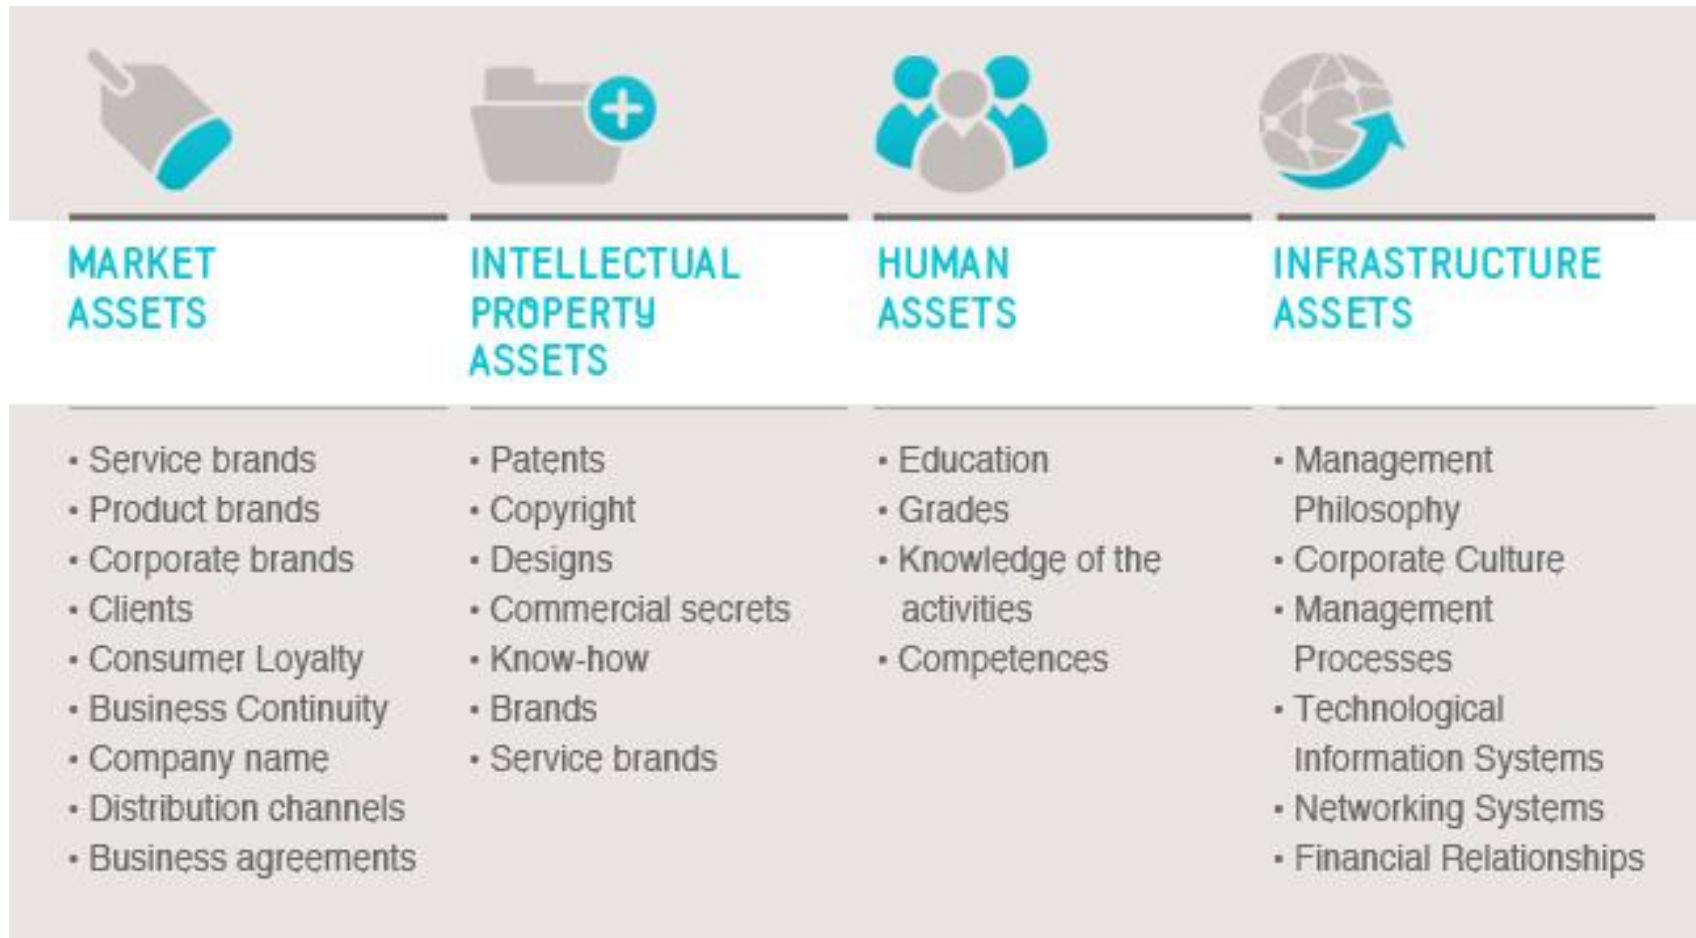 MARKET
ASSETS
• Service brands
• Product brands
• Corporate brands
• Clients
• Consumer Loyalty
• Business Continuity
• Company name
• Distribution channels
• Business agreements
INTELLECTUAL
PROPERTY
ASSETS
• Patents
• Copyright
• Designs
• Commercial secrets
• Know-how
• Brands
• Service brands
HUMAN
ASSETS
• Education
• Grades
• Knowledge of the
activities
• Competences
INFRASTRUCTURE
ASSETS
• Management
Philosophy
• Corporate Culture
• Management
Processes
• Technological
Information Systems
• Networking Systems
• Financial Relationships